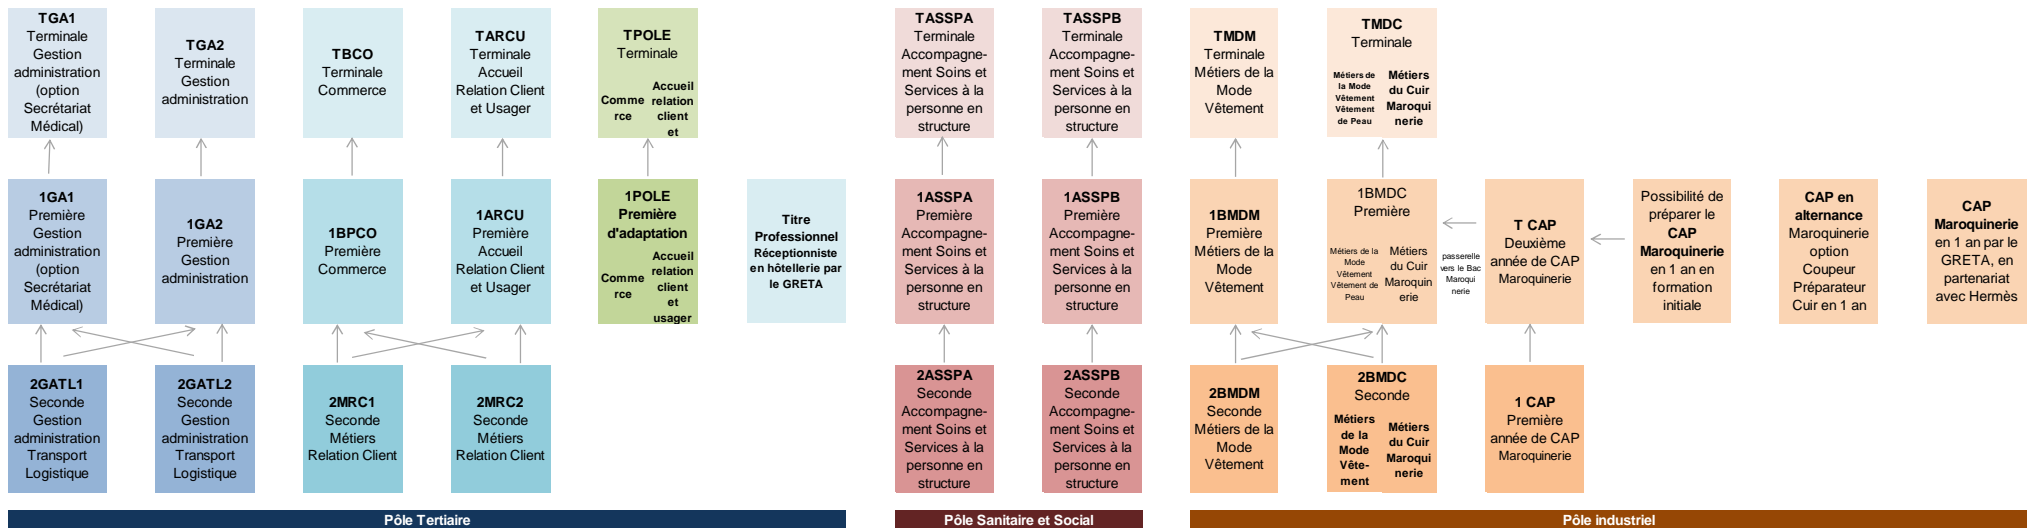 TGA1
Terminale
Gestion
administration
(option
Secrétariat
Médical)
TGA2
Terminale
Gestion
administration
TBCO
Terminale
Commerce
TARCU
Terminale
Accueil
Relation Client
et Usager
TPOLE
Terminale
Comme
rce
Accueil
relation
client
et
TASSPA
Terminale
Accompagne-
ment Soins et
Services à la
personne en
structure
TASSPB
Terminale
Accompagne-
ment Soins et
Services à la
personne en
structure
TMDM
Terminale
Métiers de la
Mode
Vêtement
TMDC
Terminale
Métiers de
la Mode
Vêtement
Vêtement
de Peau
Métiers
du Cuir
Maroqui
nerie
1GA1
Première
Gestion
administration
(option
Secrétariat
Médical)
1GA2
Première
Gestion
administration
1BPCO
Première
Commerce
1ARCU
Première
Accueil
Relation Client
et Usager
1POLE
Première
d'adaptation
Comme
rce
Accueil
relation
client
et
usager
Titre
Professionnel
Réceptionniste
en hôtellerie par
le GRETA
1ASSPA
Première
Accompagne-
ment Soins et
Services à la
personne en
structure
1ASSPB
Première
Accompagne-
ment Soins et
Services à la
personne en
structure
1BMDM
Première
Métiers de la
Mode
Vêtement
1BMDC
Première
Métiers de la
Mode
Vêtement
Vêtement de
Peau
Métiers
du Cuir
Maroquin
erie
passerelle
vers le Bac
Maroqui
nerie
T CAP
Deuxième
année de CAP
Maroquinerie
Possibilité de
préparer le
CAP
Maroquinerie
en 1 an en
formation
initiale
CAP en
alternance
Maroquinerie
option
Coupeur
Préparateur
Cuir en 1 an
CAP
Maroquinerie
en 1 an par le
GRETA, en
partenariat
avec Hermès
2GATL1
Seconde
Gestion
administration
Transport
Logistique
2GATL2
Seconde
Gestion
administration
Transport
Logistique
2MRC1
Seconde
Métiers
Relation Client
2MRC2
Seconde
Métiers
Relation Client
2ASSPA
Seconde
Accompagne-
ment Soins et
Services à la
personne en
structure
2ASSPB
Seconde
Accompagne-
ment Soins et
Services à la
personne en
structure
2BMDM
Seconde
Métiers de la
Mode
Vêtement
2BMDC
Seconde
Métiers
de la
Mode
Vête-
ment
Métiers
du Cuir
Maroqui
nerie
1 CAP
Première
année de CAP
Maroquinerie
Pôle Tertiaire
Pôle Sanitaire et Social
Pôle industriel